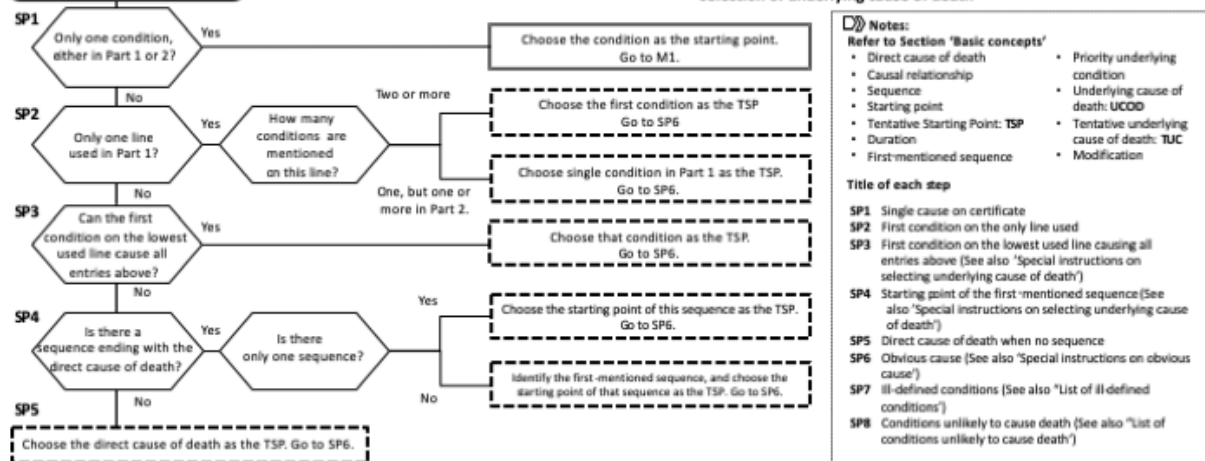 Selection of underlying cause of death
SP1
Only one condition,
either in Part 1 or 2?
Yes
Choose the condition as the starting point.
Go to M1.
No
SP2
Only one line
used in Part 1?
Yes
How many
conditions are
mentioned
on this line?
Two or more
Choose the first condition as the TSP
Go to SP6
Choose single condition in Part 1 as the TSP.
Go to SP6.
One, but one or
more in Part 2.
No
SP3
Can the first
condition on the lowest
used line cause all
entries above?
Yes
Choose that condition as the TSP.
Go to SP6.
No
SP4
Is there a
sequence ending with the
direct cause of death?
Yes
Is there
only one sequence?
Yes
Choose the starting point of this sequence as the TSP.
Go to SP6.
No
Identify the first-mentioned sequence, and choose the
starting point of that sequence as the TSP. Go to SP6.
No
SP5
Choose the direct cause of death as the TSP. Go to SP6.
Notes:
Refer to Section 'Basic concepts'
• Direct cause of death
• Causal relationship
• Sequence
• Starting point
• Tentative Starting Point: TSP
• Duration
• First-mentioned sequence
• Priority underlying
condition
• Underlying cause of
death: UCOD
• Tentative underlying
cause of death: TUC
• Modification
Title of each step
SP1 Single cause on certificate
SP2 First condition on the only line used
SP3 First condition on the lowest used line causing all
entries above (See also 'Special instructions on
selecting underlying cause of death')
SP4 Starting point of the first-mentioned sequence (See
also 'Special instructions on selecting underlying cause
of death')
SP5 Direct cause of death when no sequence
SP6 Obvious cause (See also 'Special instructions on obvious
cause')
SP7 Ill-defined conditions (See also "List of ill-defined
conditions')
SP8 Conditions unlikely to cause death (See also "List of
conditions unlikely to cause death')